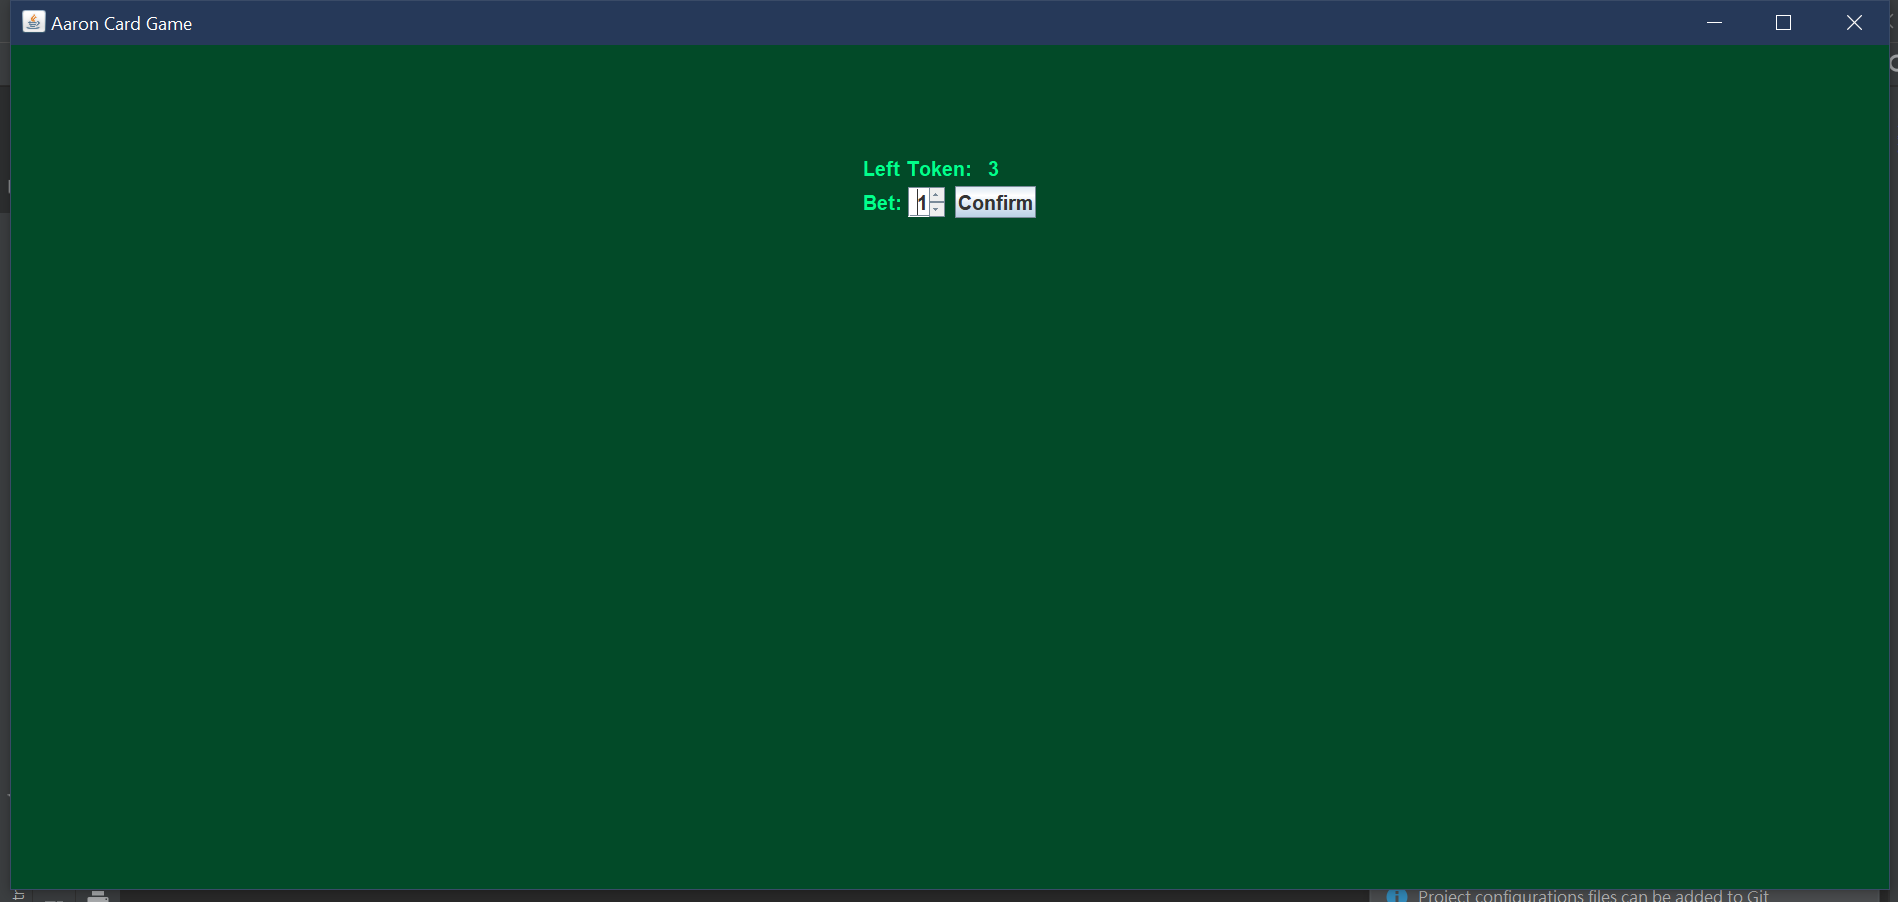 Aaron Card Game
Left Token: 3
Bet: 1 Confirm
Project configurations files can be added to Git